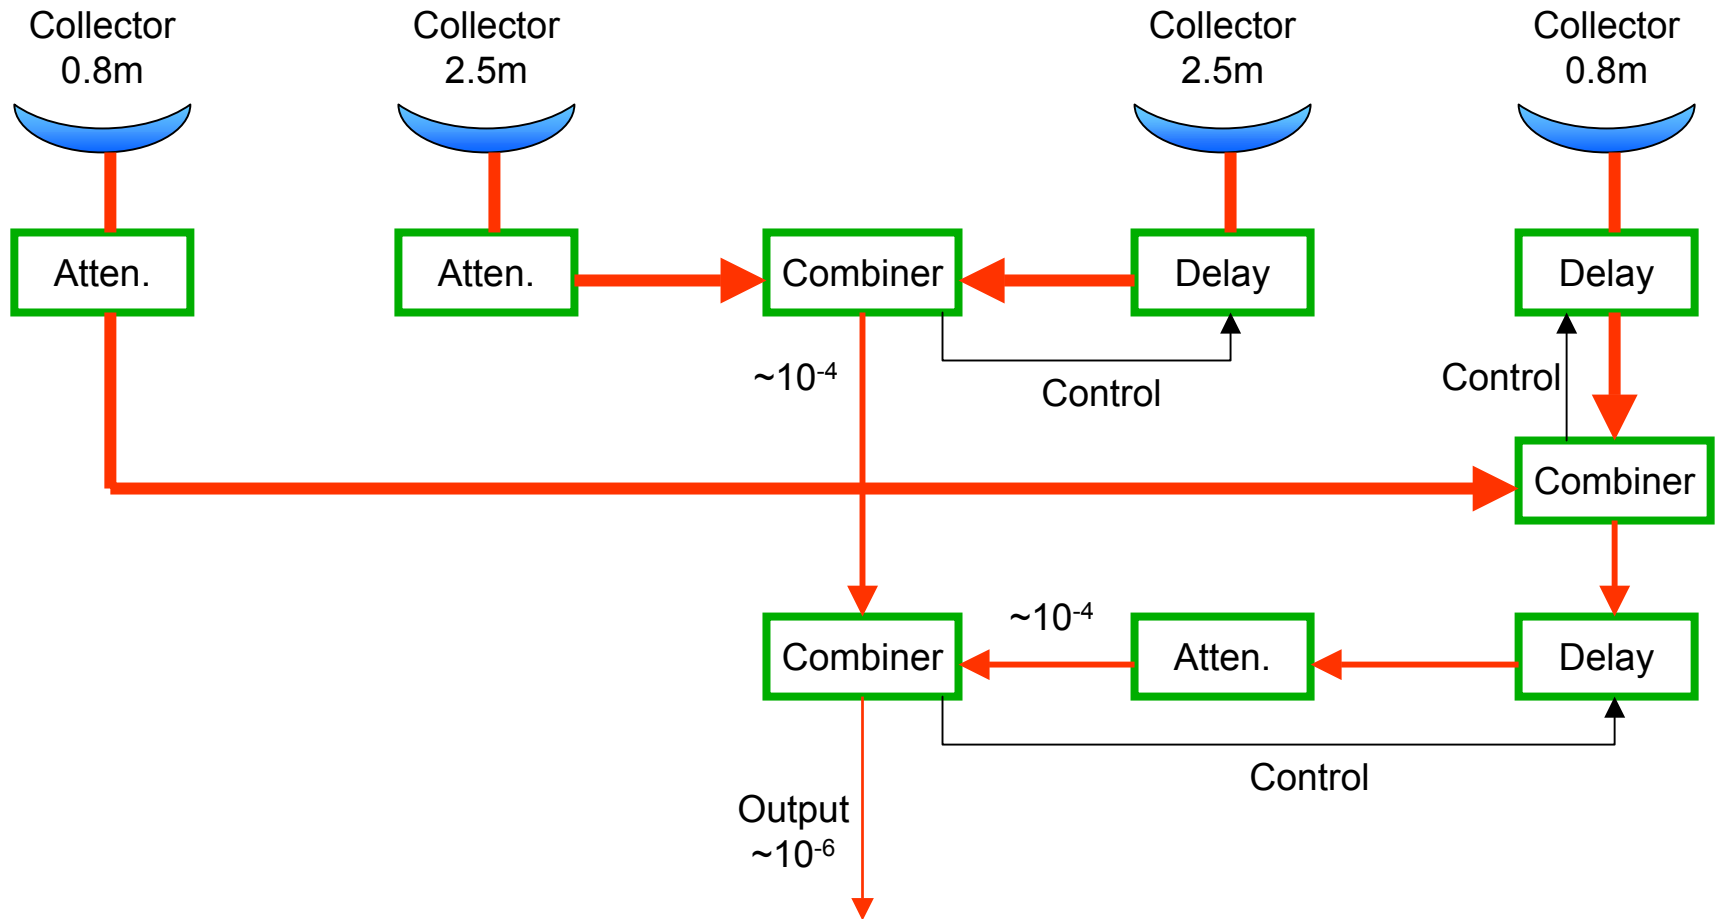 Collector
0.8m
Collector
2.5m
Collector
2.5m
Collector
0.8m
Atten.
Atten.
Combiner
Delay
Delay
~10-4
Control
Control
Combiner
~10-4
Combiner
Atten.
Delay
Control
Output
~10-6